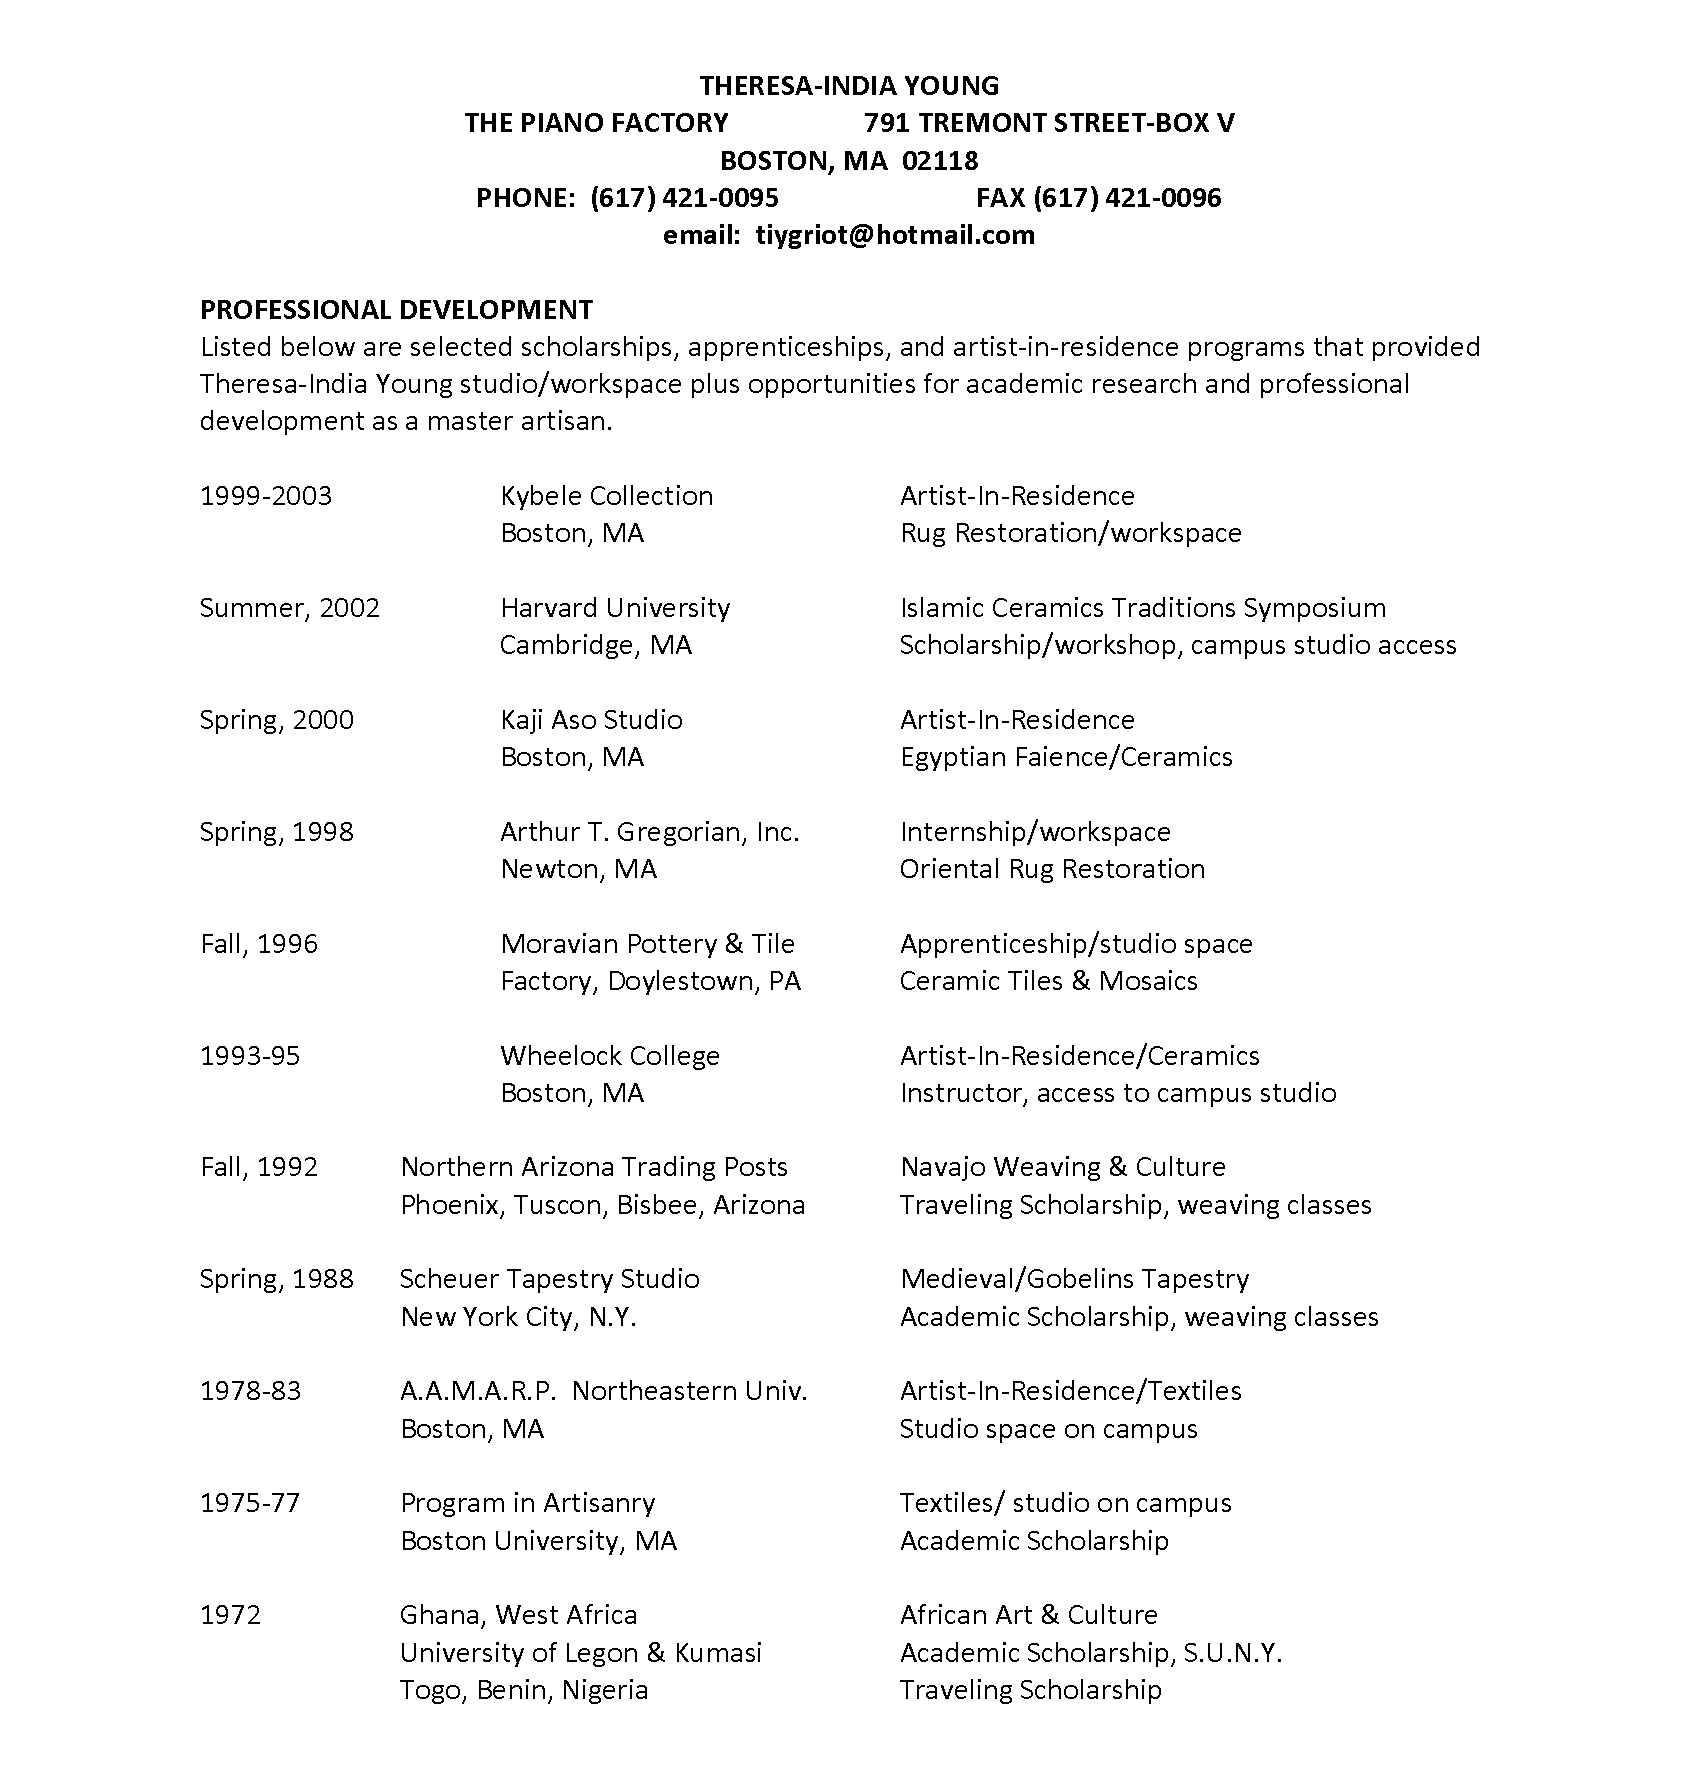 THERESA-INDIA YOUNG
THE PIANO FACTORY 791 TREMONT STREET-BOX V
BOSTON, MA 02118
PHONE: (617) 421-0095 FAX (617) 421-0096
email: tiygriot@hotmail.com
PROFESSIONAL DEVELOPMENT
Listed below are selected scholarships, apprenticeships, and artist-in-residence programs that provided
Theresa-India Young studio/workspace plus opportunities for academic research and professional
development as a master artisan.
1999-2003 Kybele Collection Artist-In-Residence
Boston, MA Rug Restoration/workspace
Summer, 2002 Harvard University Islamic Ceramics Traditions Symposium
Cambridge, MA Scholarship/workshop, campus studio access
Spring, 2000 Kaji Aso Studio Artist-In-Residence
Boston, MA Egyptian Faience/Ceramics
Spring, 1998 Arthur T. Gregorian, Inc. Internship/workspace
Newton, MA Oriental Rug Restoration
Fall, 1996 Moravian Pottery & Tile Apprenticeship/studio space
Factory, Doylestown, PA Ceramic Tiles & Mosaics
1993-95 Wheelock College Artist-In-Residence/Ceramics
Boston, MA Instructor, access to campus studio
Fall, 1992 Northern Arizona Trading Posts Navajo Weaving & Culture
Phoenix, Tuscon, Bisbee, Arizona Traveling Scholarship, weaving classes
Spring, 1988 Scheuer Tapestry Studio Medieval/Gobelins Tapestry
New York City, N.Y. Academic Scholarship, weaving classes
1978-83 A.A.M.A.R.P. Northeastern Univ. Artist-In-Residence/Textiles
Boston, MA Studio space on campus
1975-77 Program in Artisanry Textiles/ studio on campus
Boston University, MA Academic Scholarship
1972 Ghana, West Africa African Art & Culture
University of Legon & Kumasi Academic Scholarship, S.U.N.Y.
Togo, Benin, Nigeria Traveling Scholarship